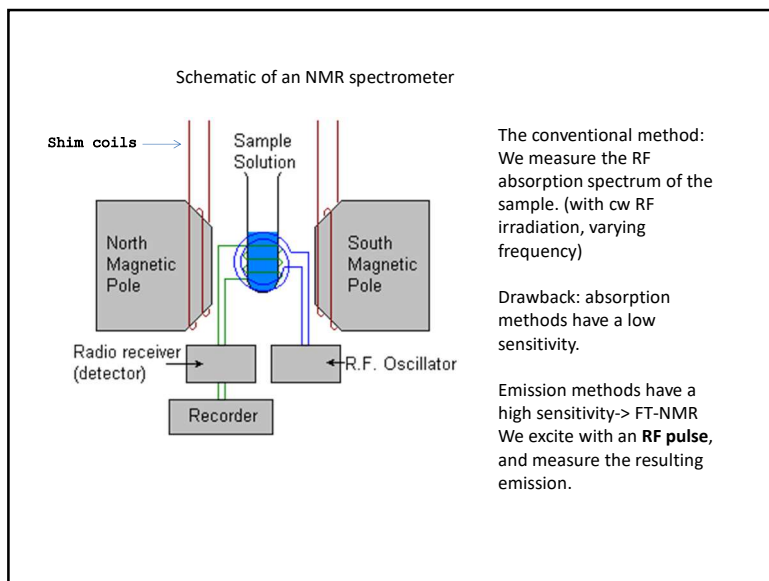 Schematic of an NMR spectrometer
Shim coils
Sample
Solution
North
Magnetic
Pole
South
Magnetic
Pole
Radio receiver
(detector)
R.F. Oscillator
Recorder
The conventional method:
We measure the RF
absorption spectrum of the
sample. (with cw RF
irradiation, varying
frequency)
Drawback: absorption
methods have a low
sensitivity.
Emission methods have a
high sensitivity-> FT-NMR
We excite with an RF pulse,
and measure the resulting
emission.